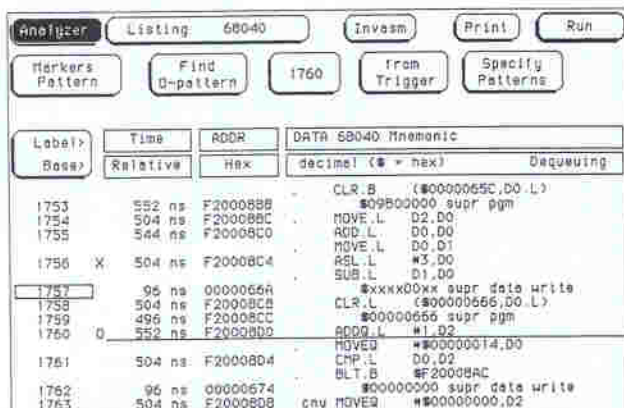 Analyzer Listing 68040 Invasm Print Run
Markers Pattern Find O-pattern 1760 from Trigger Specify Patterns
Label> Time ADDR DATA 68040 Mnemonic
Base> Relative Hex decimal ($ = hex) Dequeuing
. CLR.B ($0000065C,D0.L)
1753 552 ns F20008B8 $09B00000 supr pgm
1754 504 ns F20008BC . MOVE.L D2,D0
1755 544 ns F20008C0 . ADD.L D0,D0
. MOVE.L D0,D1
1756 X 504 ns F20008C4 . ASL.L #3,D0
. SUB.L D1,D0
1757 96 ns 0000066A $xxxx00xx supr data write
1758 504 ns F20008C8 . CLR.L ($00000666,D0.L)
1759 496 ns F20008CC $00000666 supr pgm
1760 O 552 ns F20008D0 . ADDQ.L #1,D2
. MOVEQ #$00000014,D0
1761 504 ns F20008D4 . CMP.L D0,D2
. BLT.B $F20008AC
1762 96 ns 00000674 $00000000 supr data write
1763 504 ns F20008D8 cnv MOVEQ #$00000000,D2